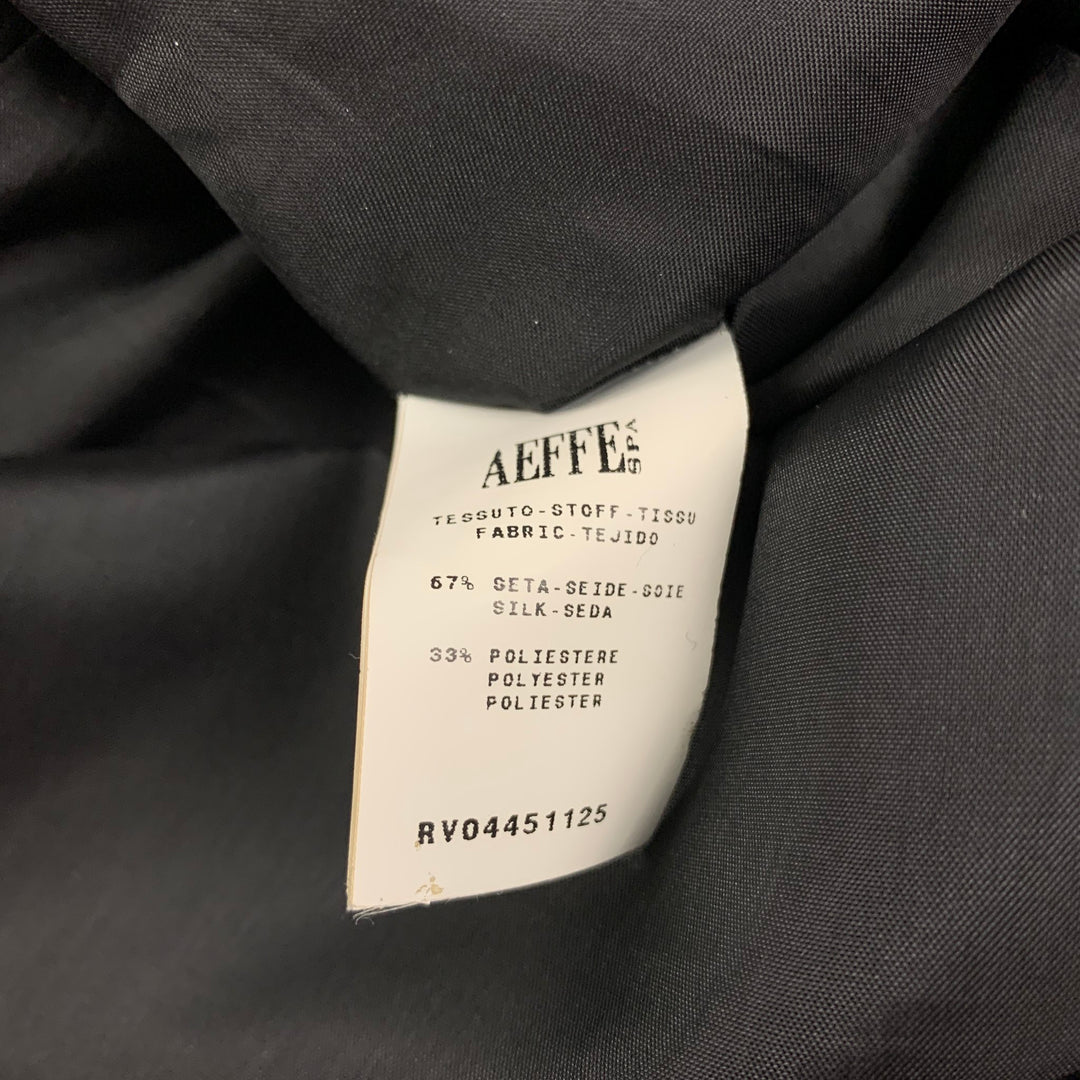 AEFFE SPA
TESSUTO-STOFF-TISSU
FABRIC-TEJIDO
67% SETA-SEIDE-SOIE
SILK-SEDA
33% POLIESTERE
POLYESTER
POLIESTER
RV04451125